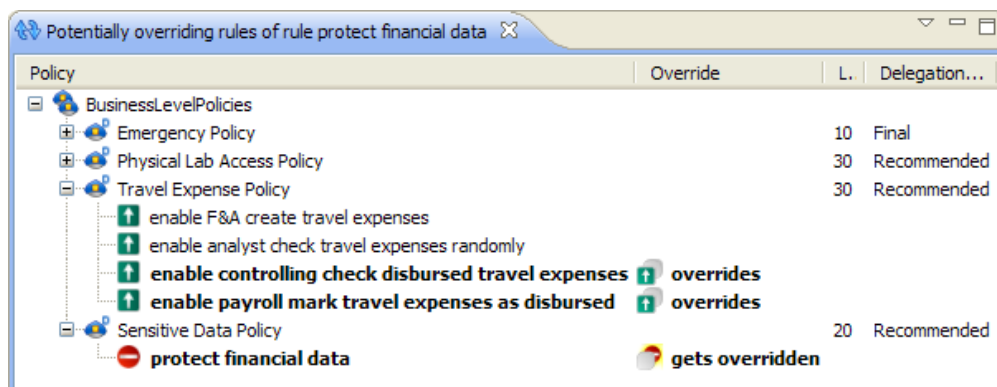 Potentially overriding rules of rule protect financial data
Policy Override L. Delegation...
BusinessLevelPolicies
Emergency Policy 10 Final
Physical Lab Access Policy 30 Recommended
Travel Expense Policy 30 Recommended
enable F&A create travel expenses
enable analyst check travel expenses randomly
enable controlling check disbursed travel expenses overrides
enable payroll mark travel expenses as disbursed overrides
Sensitive Data Policy 20 Recommended
protect financial data gets overridden